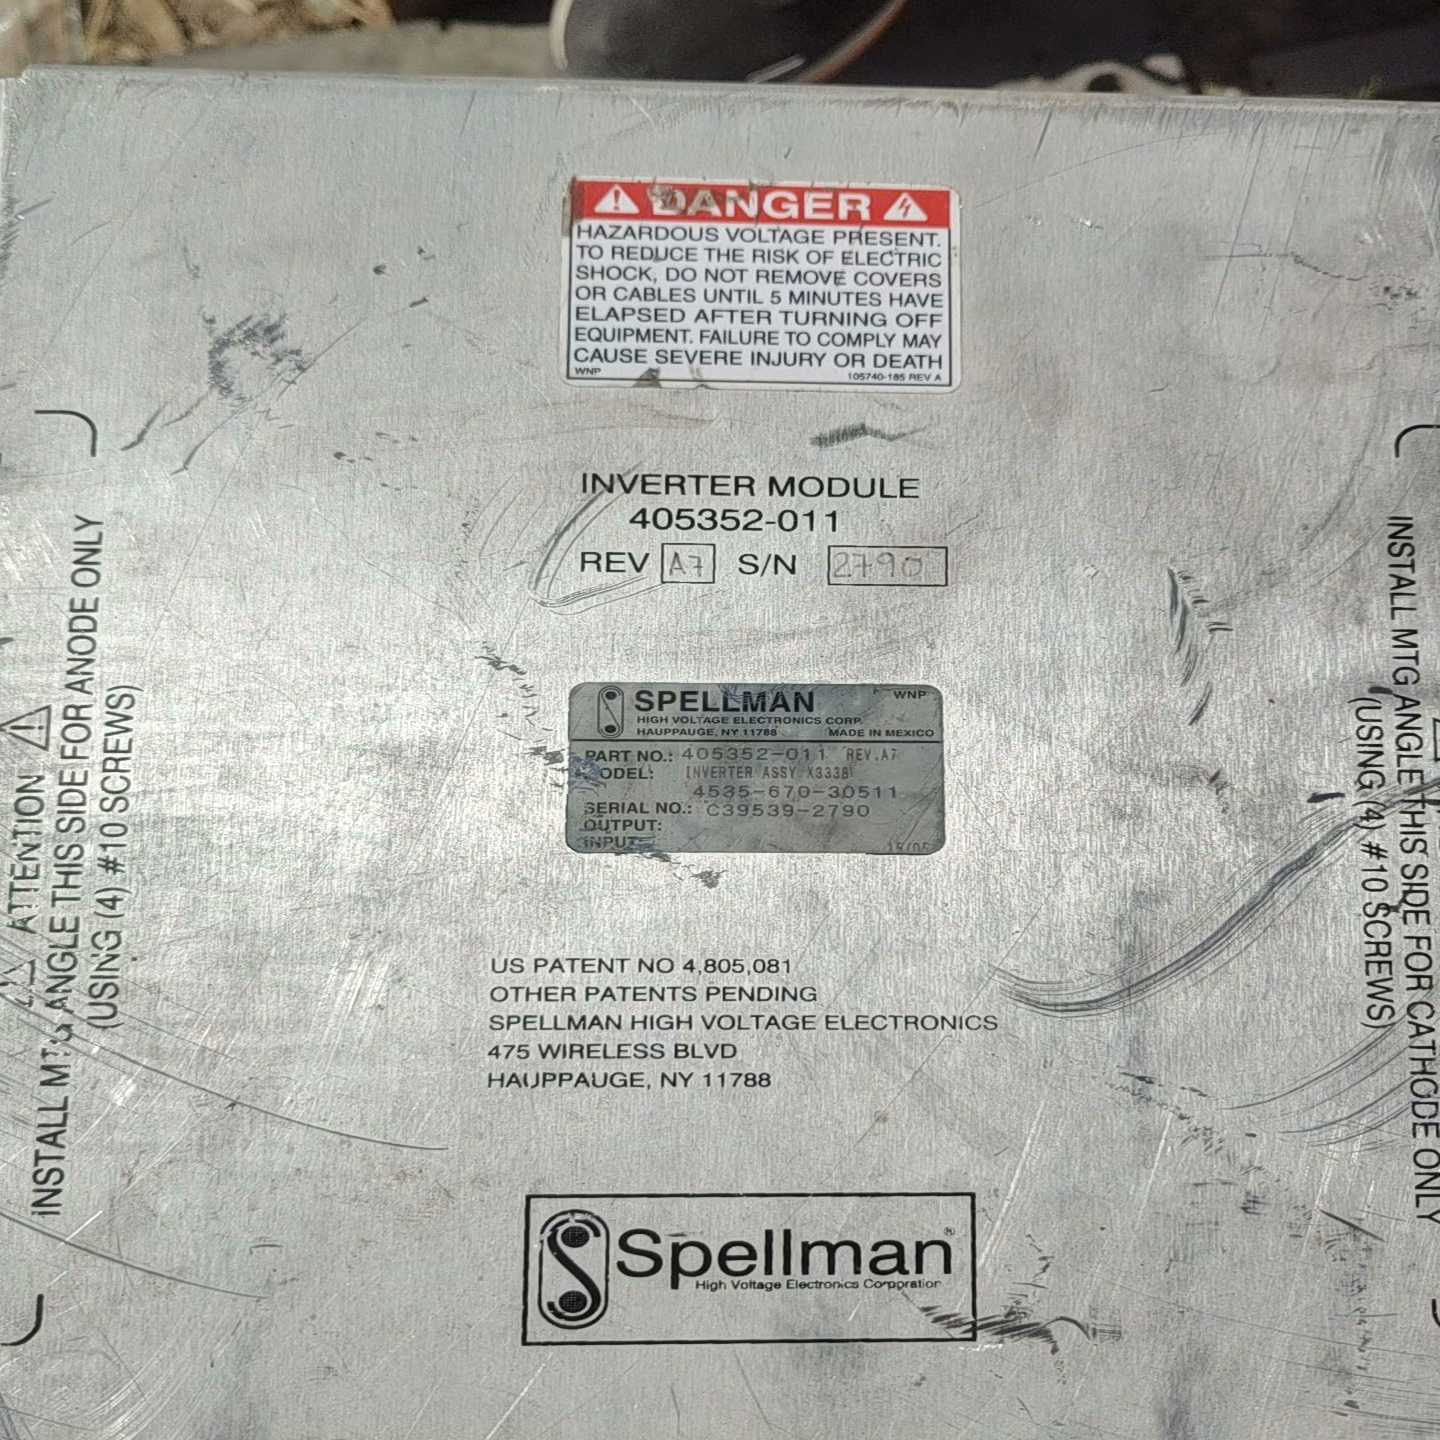 DANGER
HAZARDOUS VOLTAGE PRESENT.
TO REDUCE THE RISK OF ELECTRIC
SHOCK, DO NOT REMOVE COVERS
OR CABLES UNTIL 5 MINUTES HAVE
ELAPSED AFTER TURNING OFF
EQUIPMENT. FAILURE TO COMPLY MAY
CAUSE SEVERE INJURY OR DEATH
WNP 105740-185 REV A
INVERTER MODULE
405352-011
REV A7 S/N 2790
ATTENTION
INSTALL MTG ANGLE THIS SIDE FOR ANODE ONLY
(USING (4) #10 SCREWS)
INSTALL MTG ANGLE THIS SIDE FOR CATHODE ONLY
(USING (4) #10 SCREWS)
SPELLMAN WNP
HIGH VOLTAGE ELECTRONICS CORP.
HAUPPAUGE, NY 11788 MADE IN MEXICO
PART NO.: 405352-011 REV.A7
MODEL: INVERTER ASSY X3338
4535-670-30511
SERIAL NO.: C39539-2790
OUTPUT:
INPUT:
US PATENT NO 4,805,081
OTHER PATENTS PENDING
SPELLMAN HIGH VOLTAGE ELECTRONICS
475 WIRELESS BLVD
HAUPPAUGE, NY 11788
Spellman®
High Voltage Electronics Corporation